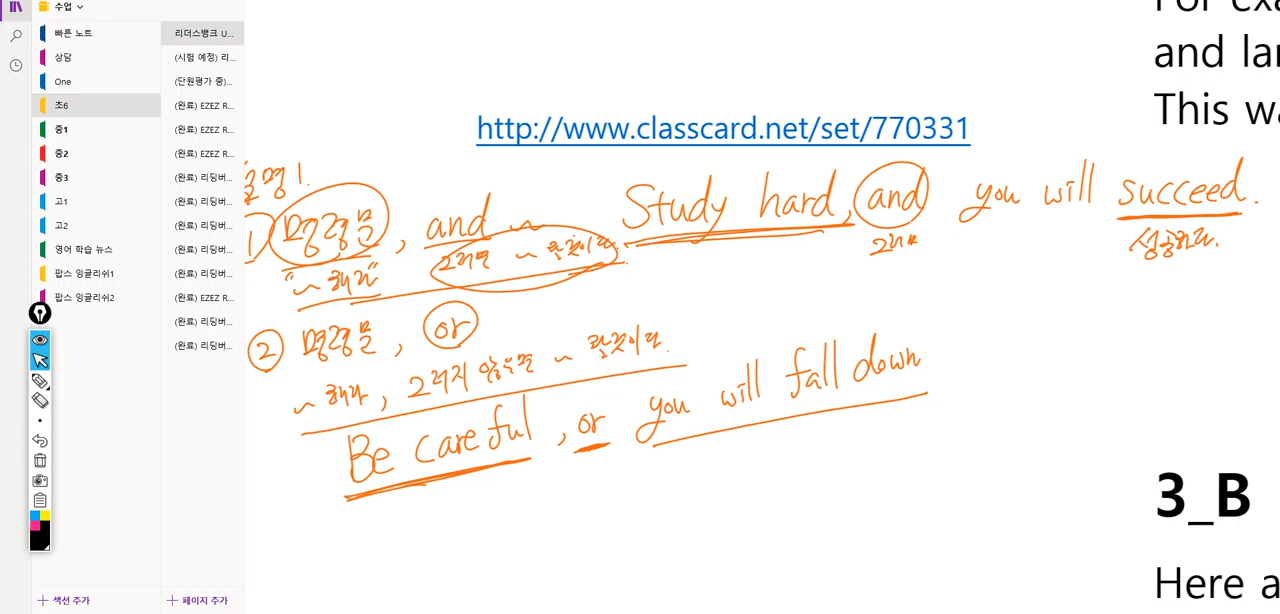 수업
빠른 노트
상담
One
초6
중1
중2
중3
고1
고2
영어 학습 뉴스
팝스 잉글리쉬1
팝스 잉글리쉬2
섹션 추가
리더스뱅크 U...
(시험 예정) 리...
(단원평가 중)...
(완료) EZEZ R...
(완료) EZEZ R...
(완료) EZEZ R...
(완료) 리딩버...
(완료) 리딩버...
(완료) 리딩버...
(완료) 리딩버...
(완료) 리딩버...
(완료) EZEZ R...
(완료) 리딩버...
(완료) 리딩버...
페이지 추가
http://www.classcard.net/set/770331
설명!
1) 명령문, and ~ Study hard, and you will succeed.
"~해라" 그러면 ~ 할것이다. 그러면 성공하다.
② 명령문, or
~해라, 그러지 않으면 ~ 할것이다.
Be careful, or you will fall down
and lan
This wa
3_B
Here a